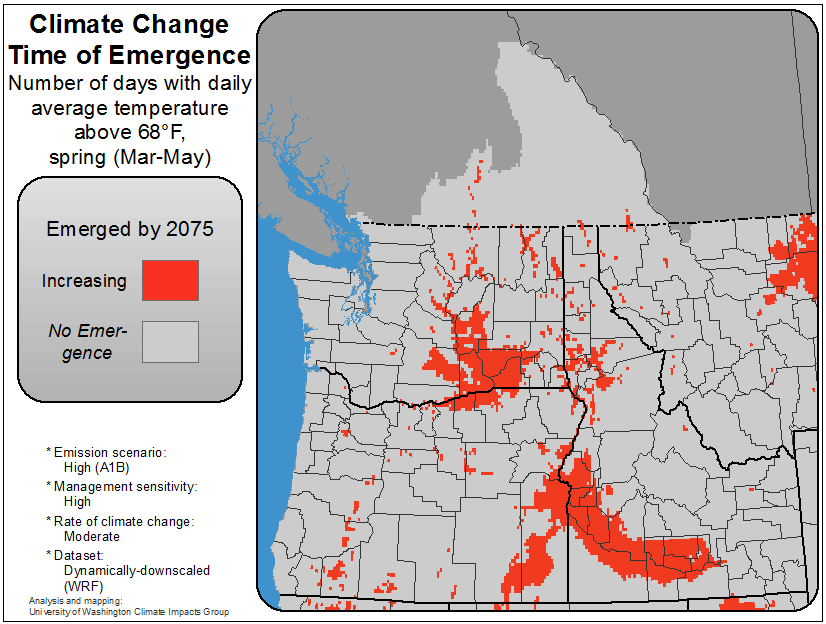 Climate Change
Time of Emergence
Number of days with daily
average temperature
above 68°F,
spring (Mar-May)
Emerged by 2075
Increasing
No Emer-
gence
* Emission scenario:
High (A1B)
* Management sensitivity:
High
* Rate of climate change:
Moderate
* Dataset:
Dynamically-downscaled
(WRF)
Analysis and mapping:
University of Washington Climate Impacts Group